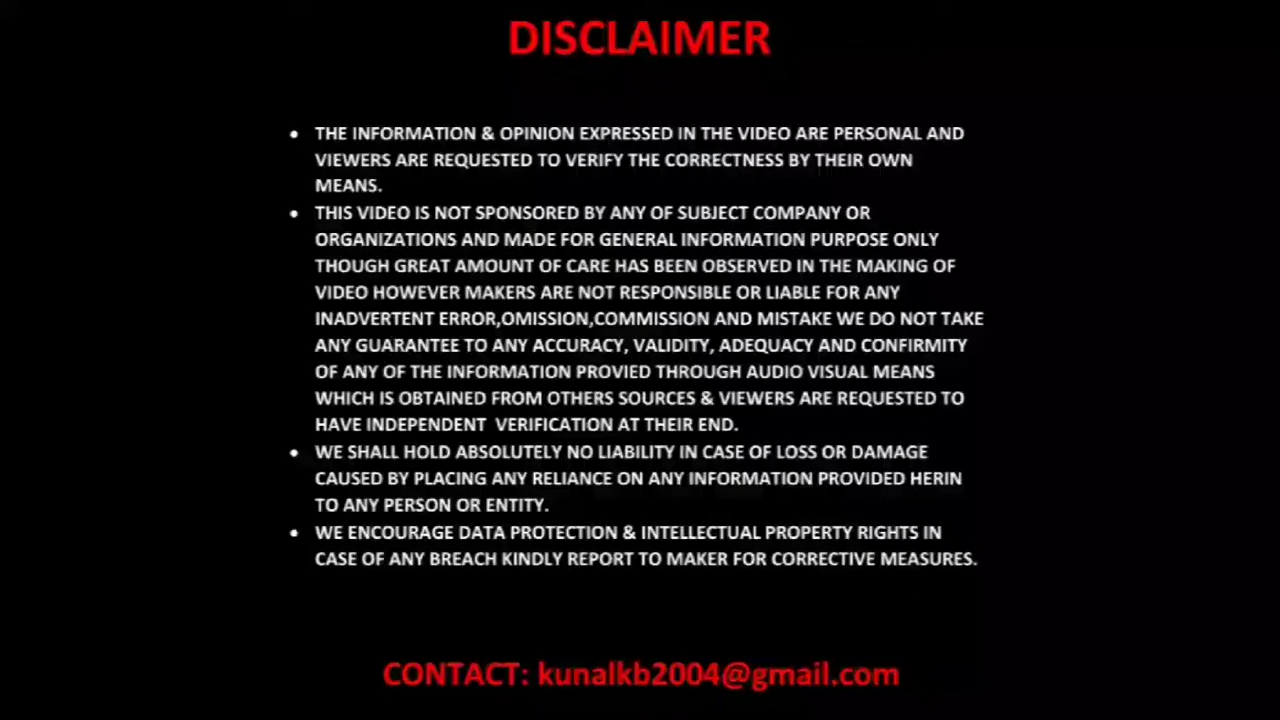 DISCLAIMER
• THE INFORMATION & OPINION EXPRESSED IN THE VIDEO ARE PERSONAL AND
VIEWERS ARE REQUESTED TO VERIFY THE CORRECTNESS BY THEIR OWN
MEANS.
• THIS VIDEO IS NOT SPONSORED BY ANY OF SUBJECT COMPANY OR
ORGANIZATIONS AND MADE FOR GENERAL INFORMATION PURPOSE ONLY
THOUGH GREAT AMOUNT OF CARE HAS BEEN OBSERVED IN THE MAKING OF
VIDEO HOWEVER MAKERS ARE NOT RESPONSIBLE OR LIABLE FOR ANY
INADVERTENT ERROR,OMISSION,COMMISSION AND MISTAKE WE DO NOT TAKE
ANY GUARANTEE TO ANY ACCURACY, VALIDITY, ADEQUACY AND CONFIRMITY
OF ANY OF THE INFORMATION PROVIED THROUGH AUDIO VISUAL MEANS
WHICH IS OBTAINED FROM OTHERS SOURCES & VIEWERS ARE REQUESTED TO
HAVE INDEPENDENT VERIFICATION AT THEIR END.
• WE SHALL HOLD ABSOLUTELY NO LIABILITY IN CASE OF LOSS OR DAMAGE
CAUSED BY PLACING ANY RELIANCE ON ANY INFORMATION PROVIDED HERIN
TO ANY PERSON OR ENTITY.
• WE ENCOURAGE DATA PROTECTION & INTELLECTUAL PROPERTY RIGHTS IN
CASE OF ANY BREACH KINDLY REPORT TO MAKER FOR CORRECTIVE MEASURES.
CONTACT: kunalkb2004@gmail.com